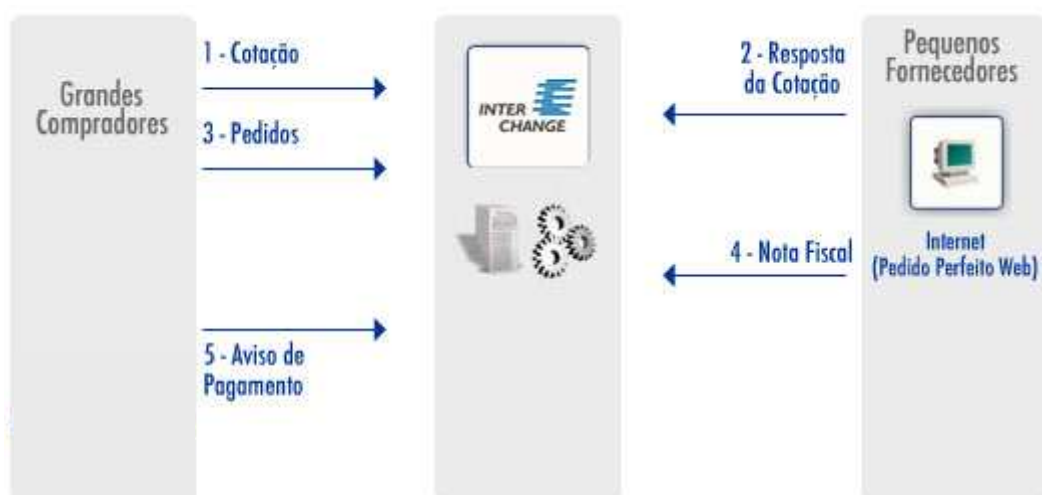 Grandes
Compradores
1 - Cotação
3 - Pedidos
5 - Aviso de
Pagamento
INTER
CHANGE
2 - Resposta
da Cotação
4 - Nota Fiscal
Pequenos
Fornecedores
Internet
(Pedido Perfeito Web)